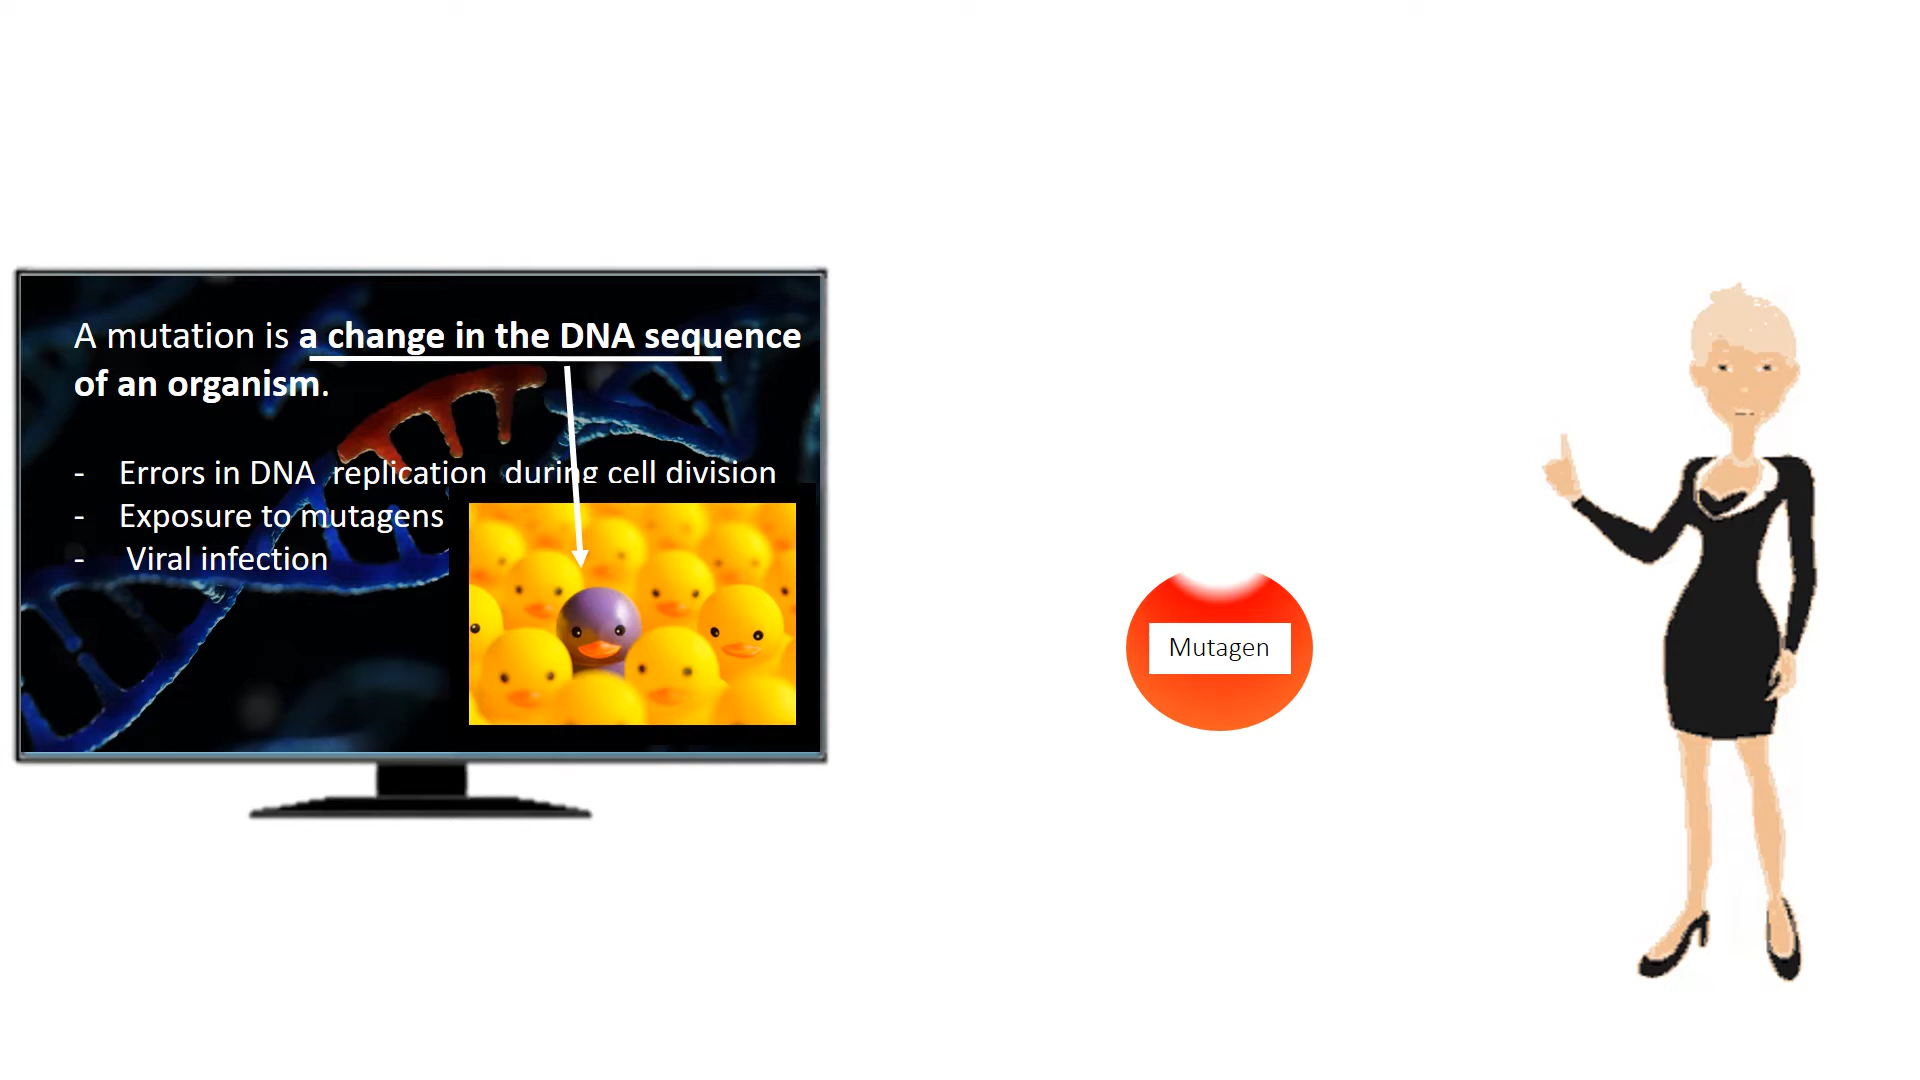 A mutation is a change in the DNA sequence
of an organism.
- Errors in DNA replication during cell division
- Exposure to mutagens
- Viral infection
Mutagen